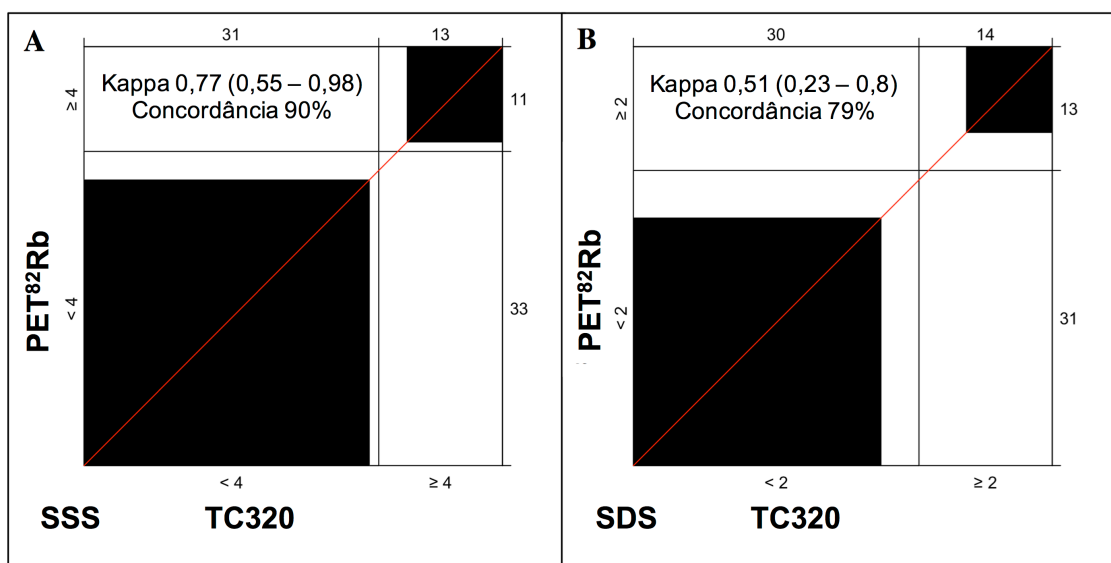 A
31
13
≥ 4
Kappa 0,77 (0,55 – 0,98)
Concordância 90%
11
PET⁸²Rb
< 4
33
< 4
≥ 4
SSS
TC320
B
30
14
≥ 2
Kappa 0,51 (0,23 – 0,8)
Concordância 79%
13
PET⁸²Rb
< 2
31
< 2
≥ 2
SDS
TC320